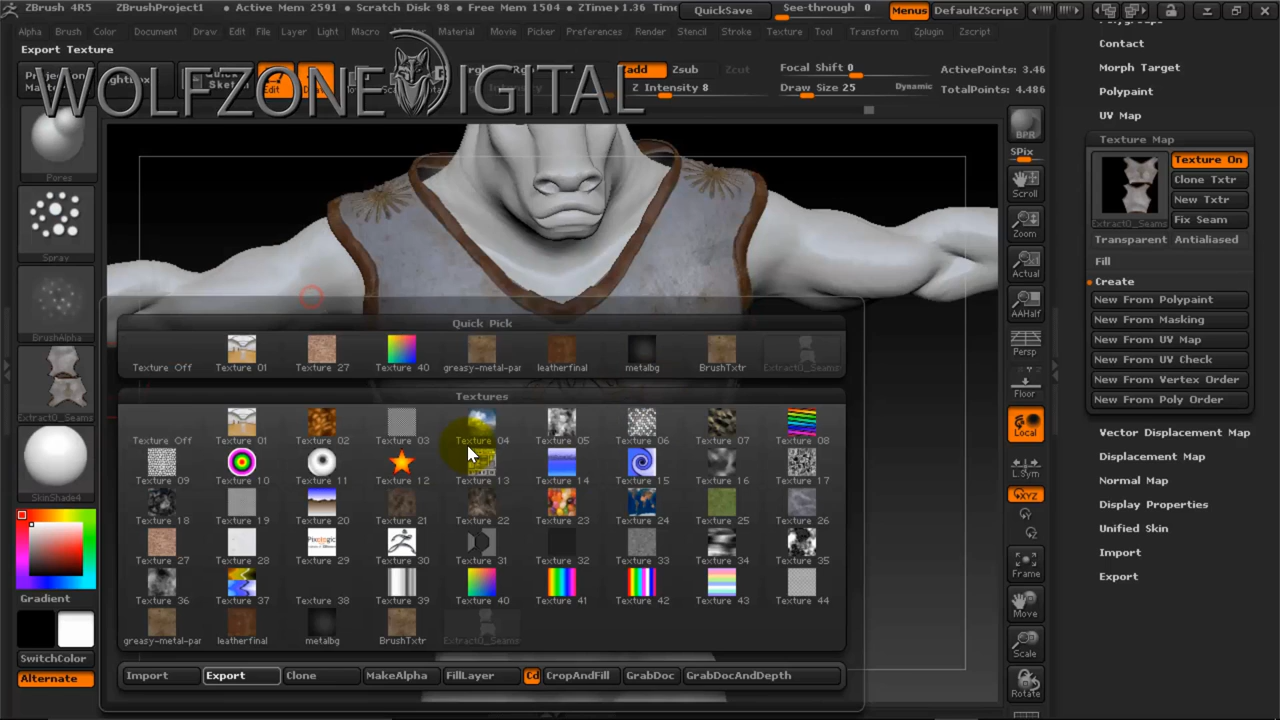 ZBrush 4R5 ZBrushProject1 • Active Mem 2591 • Scratch Disk 98 • Free Mem 1504 • ZTime▸1.36 Time QuickSave See-through 0 Menus DefaultZScript
Alpha Brush Color Document Draw Edit File Layer Light Macro Material Movie Picker Preferences Render Stencil Stroke Texture Tool Transform Zplugin Zscript
Export Texture
WOLFZONE DIGITAL
Edit
Zadd Zsub Zcut
Z Intensity 8
Focal Shift 0
Draw Size 25 Dynamic
ActivePoints: 3.46
TotalPoints: 4.486
Pores
Spray
BrushAlpha
Extract0_Seams
SkinShade4
Gradient
SwitchColor
Alternate
Quick Pick
Texture Off Texture 01 Texture 27 Texture 40 greasy-metal-par leatherfinal metalbg BrushTxtr Extract0_Seams
Textures
Texture Off Texture 01 Texture 02 Texture 03 Texture 04 Texture 05 Texture 06 Texture 07 Texture 08
Texture 09 Texture 10 Texture 11 Texture 12 Texture 13 Texture 14 Texture 15 Texture 16 Texture 17
Texture 18 Texture 19 Texture 20 Texture 21 Texture 22 Texture 23 Texture 24 Texture 25 Texture 26
Texture 27 Texture 28 Texture 29 Texture 30 Texture 31 Texture 32 Texture 33 Texture 34 Texture 35
Texture 36 Texture 37 Texture 38 Texture 39 Texture 40 Texture 41 Texture 42 Texture 43 Texture 44
greasy-metal-par leatherfinal metalbg BrushTxtr Extract0_Seams
Import Export Clone MakeAlpha FillLayer Cd CropAndFill GrabDoc GrabDocAndDepth
BPR
SPix
Scroll
Zoom
Actual
AAHalf
Persp
Floor
Local
L.Sym
XYZ
Frame
Move
Scale
Rotate
Contact
Morph Target
Polypaint
UV Map
Texture Map
Texture On
Clone Txtr
New Txtr
Fix Seam
Extract0_Seams
Transparent Antialiased
Fill
Create
New From Polypaint
New From Masking
New From UV Map
New From UV Check
New From Vertex Order
New From Poly Order
Vector Displacement Map
Displacement Map
Normal Map
Display Properties
Unified Skin
Import
Export